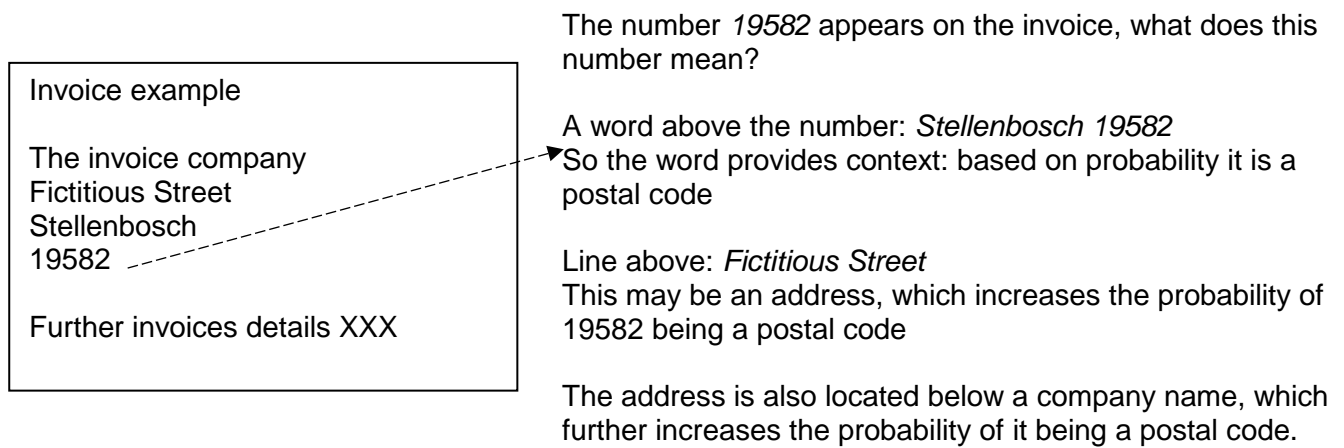 Invoice example
The invoice company
Fictitious Street
Stellenbosch
19582
Further invoices details XXX
The number 19582 appears on the invoice, what does this
number mean?
A word above the number: Stellenbosch 19582
So the word provides context: based on probability it is a
postal code
Line above: Fictitious Street
This may be an address, which increases the probability of
19582 being a postal code
The address is also located below a company name, which
further increases the probability of it being a postal code.